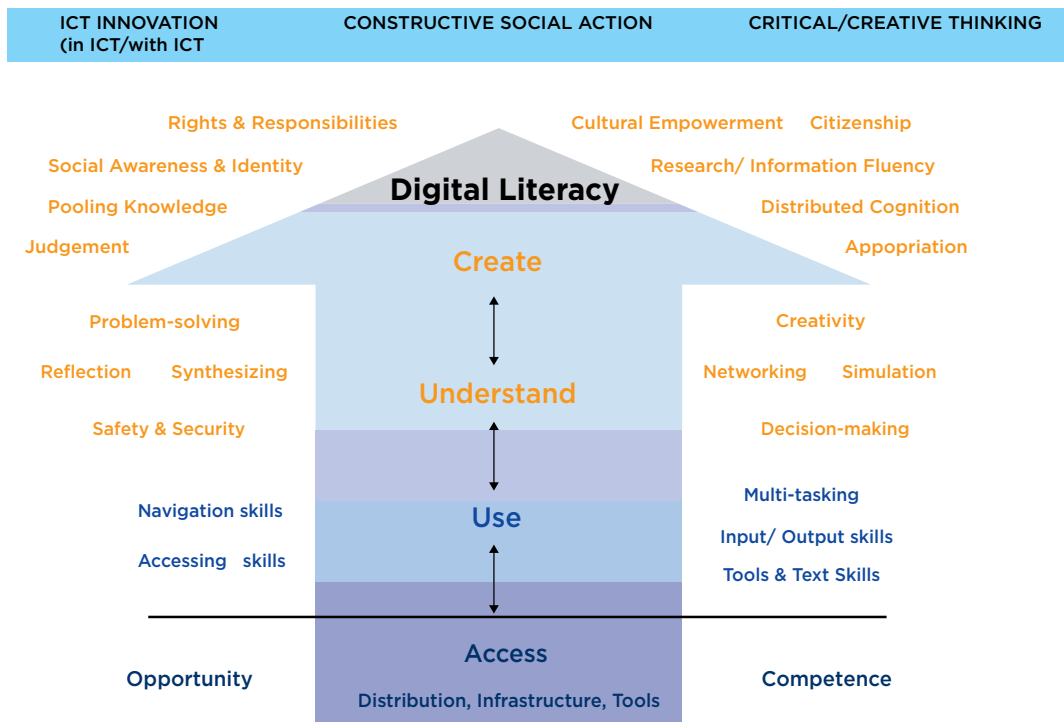 ICT INNOVATION
(in ICT/with ICT
CONSTRUCTIVE SOCIAL ACTION
CRITICAL/CREATIVE THINKING
Rights & Responsibilities
Cultural Empowerment
Citizenship
Social Awareness & Identity
Research/ Information Fluency
Digital Literacy
Pooling Knowledge
Distributed Cognition
Judgement
Appopriation
Create
Problem-solving
Creativity
Reflection
Synthesizing
Networking
Simulation
Understand
Safety & Security
Decision-making
Multi-tasking
Navigation skills
Use
Input/ Output skills
Accessing skills
Tools & Text Skills
Access
Opportunity
Competence
Distribution, Infrastructure, Tools